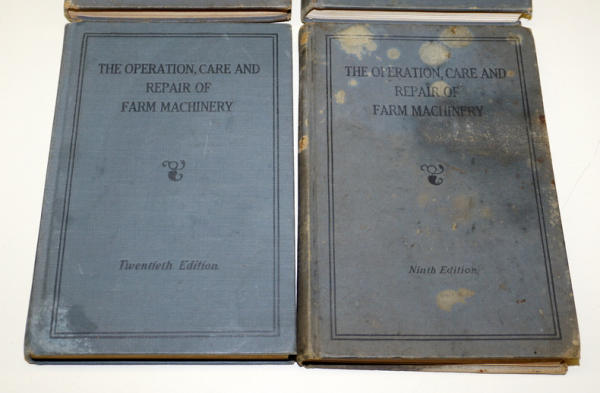 THE OPERATION, CARE AND
REPAIR OF
FARM MACHINERY
Twentieth Edition
THE OPERATION, CARE AND
REPAIR OF
FARM MACHINERY
Ninth Edition